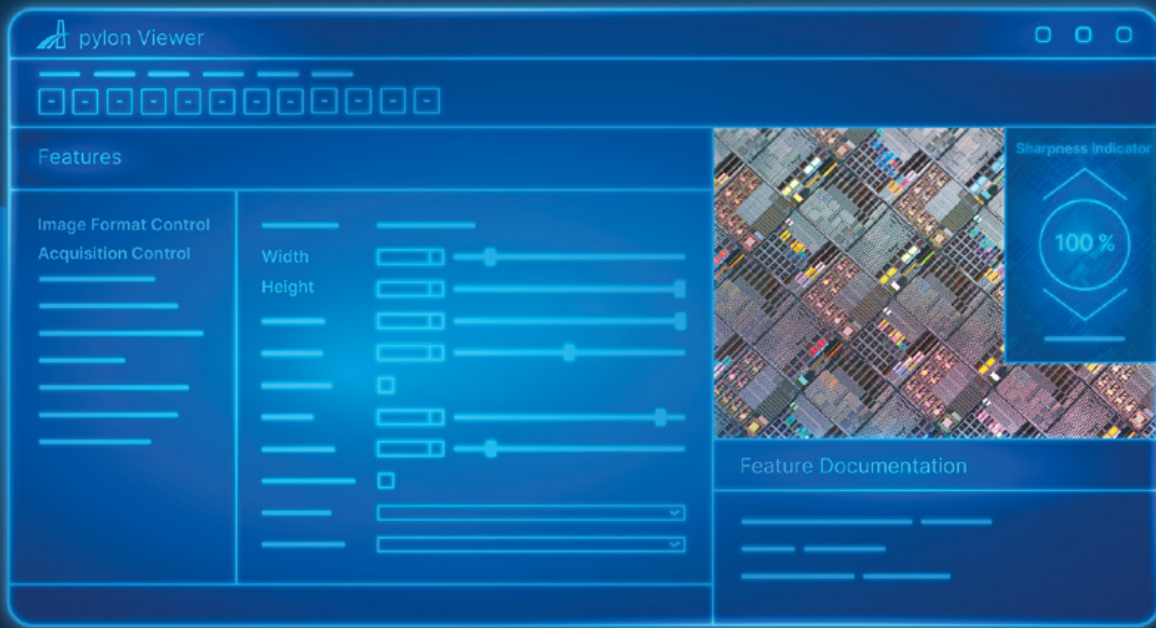 pylon Viewer
Features
Sharpness Indicator
Image Format Control
Acquisition Control
Width
Height
100 %
Feature Documentation